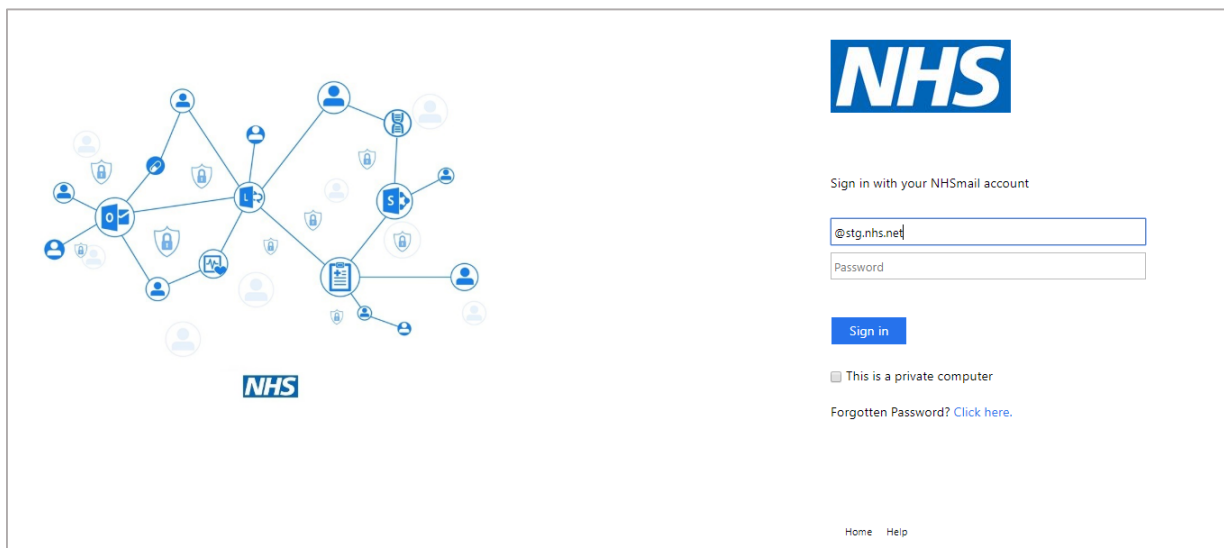 NHS
Sign in with your NHSmail account
@stg.nhs.net
Password
Sign in
This is a private computer
Forgotten Password? Click here.
O
L
S
NHS
Home Help